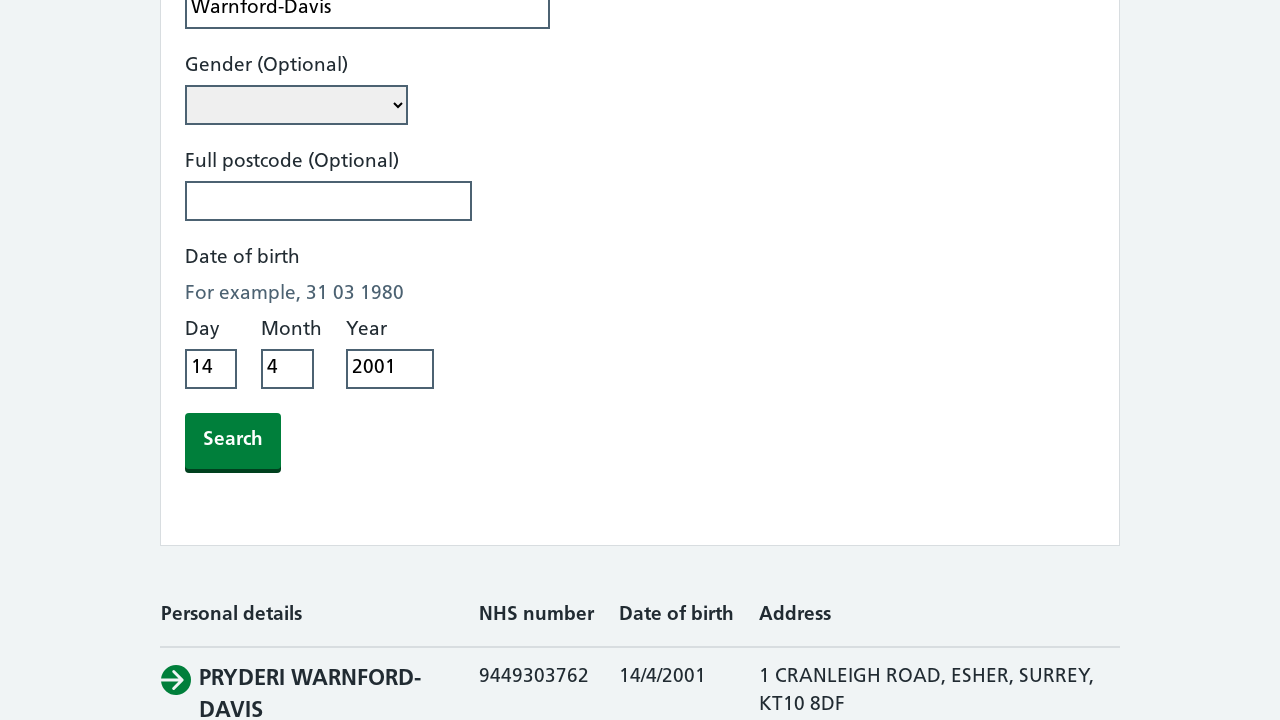 Warnford-Davis
Gender (Optional)
Full postcode (Optional)
Date of birth
For example, 31 03 1980
Day Month Year
14 4 2001
Search
Personal details NHS number Date of birth Address
PRYDERI WARNFORD- 9449303762 14/4/2001 1 CRANLEIGH ROAD, ESHER, SURREY,
DAVIS KT10 8DF